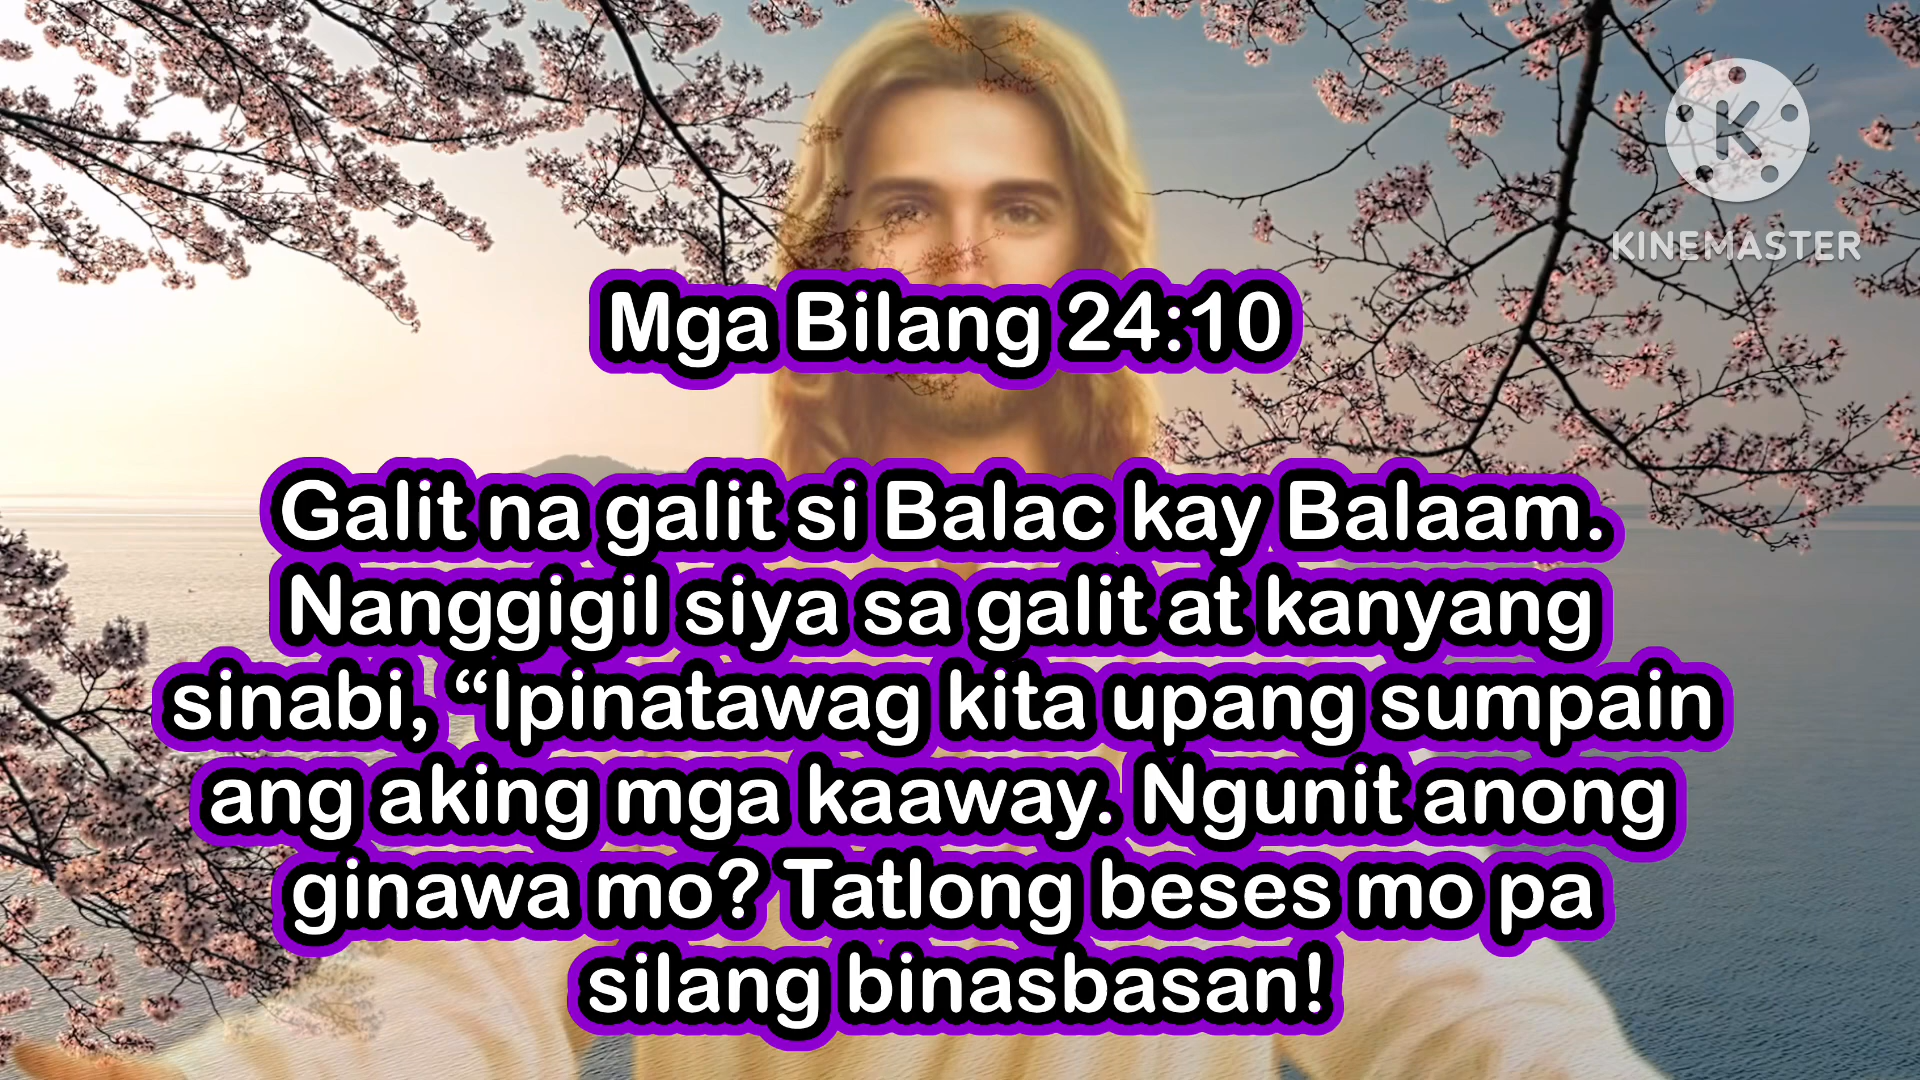 K
KINEMASTER
Mga Bilang 24:10
Galit na galit si Balac kay Balaam.
Nanggigil siya sa galit at kanyang
sinabi, “Ipinatawag kita upang sumpain
ang aking mga kaaway. Ngunit anong
ginawa mo? Tatlong beses mo pa
silang binasbasan!